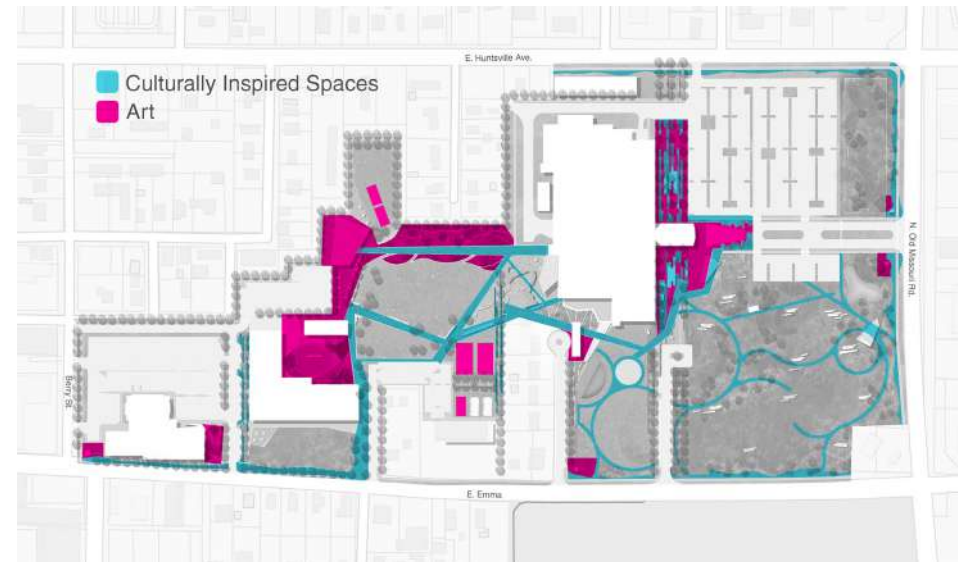 E. Huntsville Ave.
Culturally Inspired Spaces
Art
N. Old Missouri Rd.
Berry St.
E. Emma